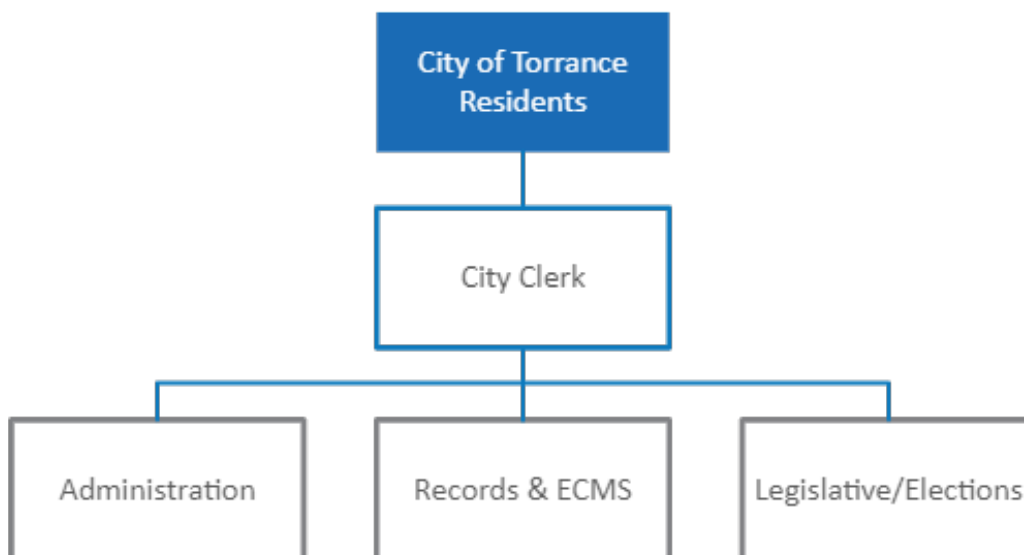 City of Torrance
Residents
City Clerk
Administration
Records & ECMS
Legislative/Elections